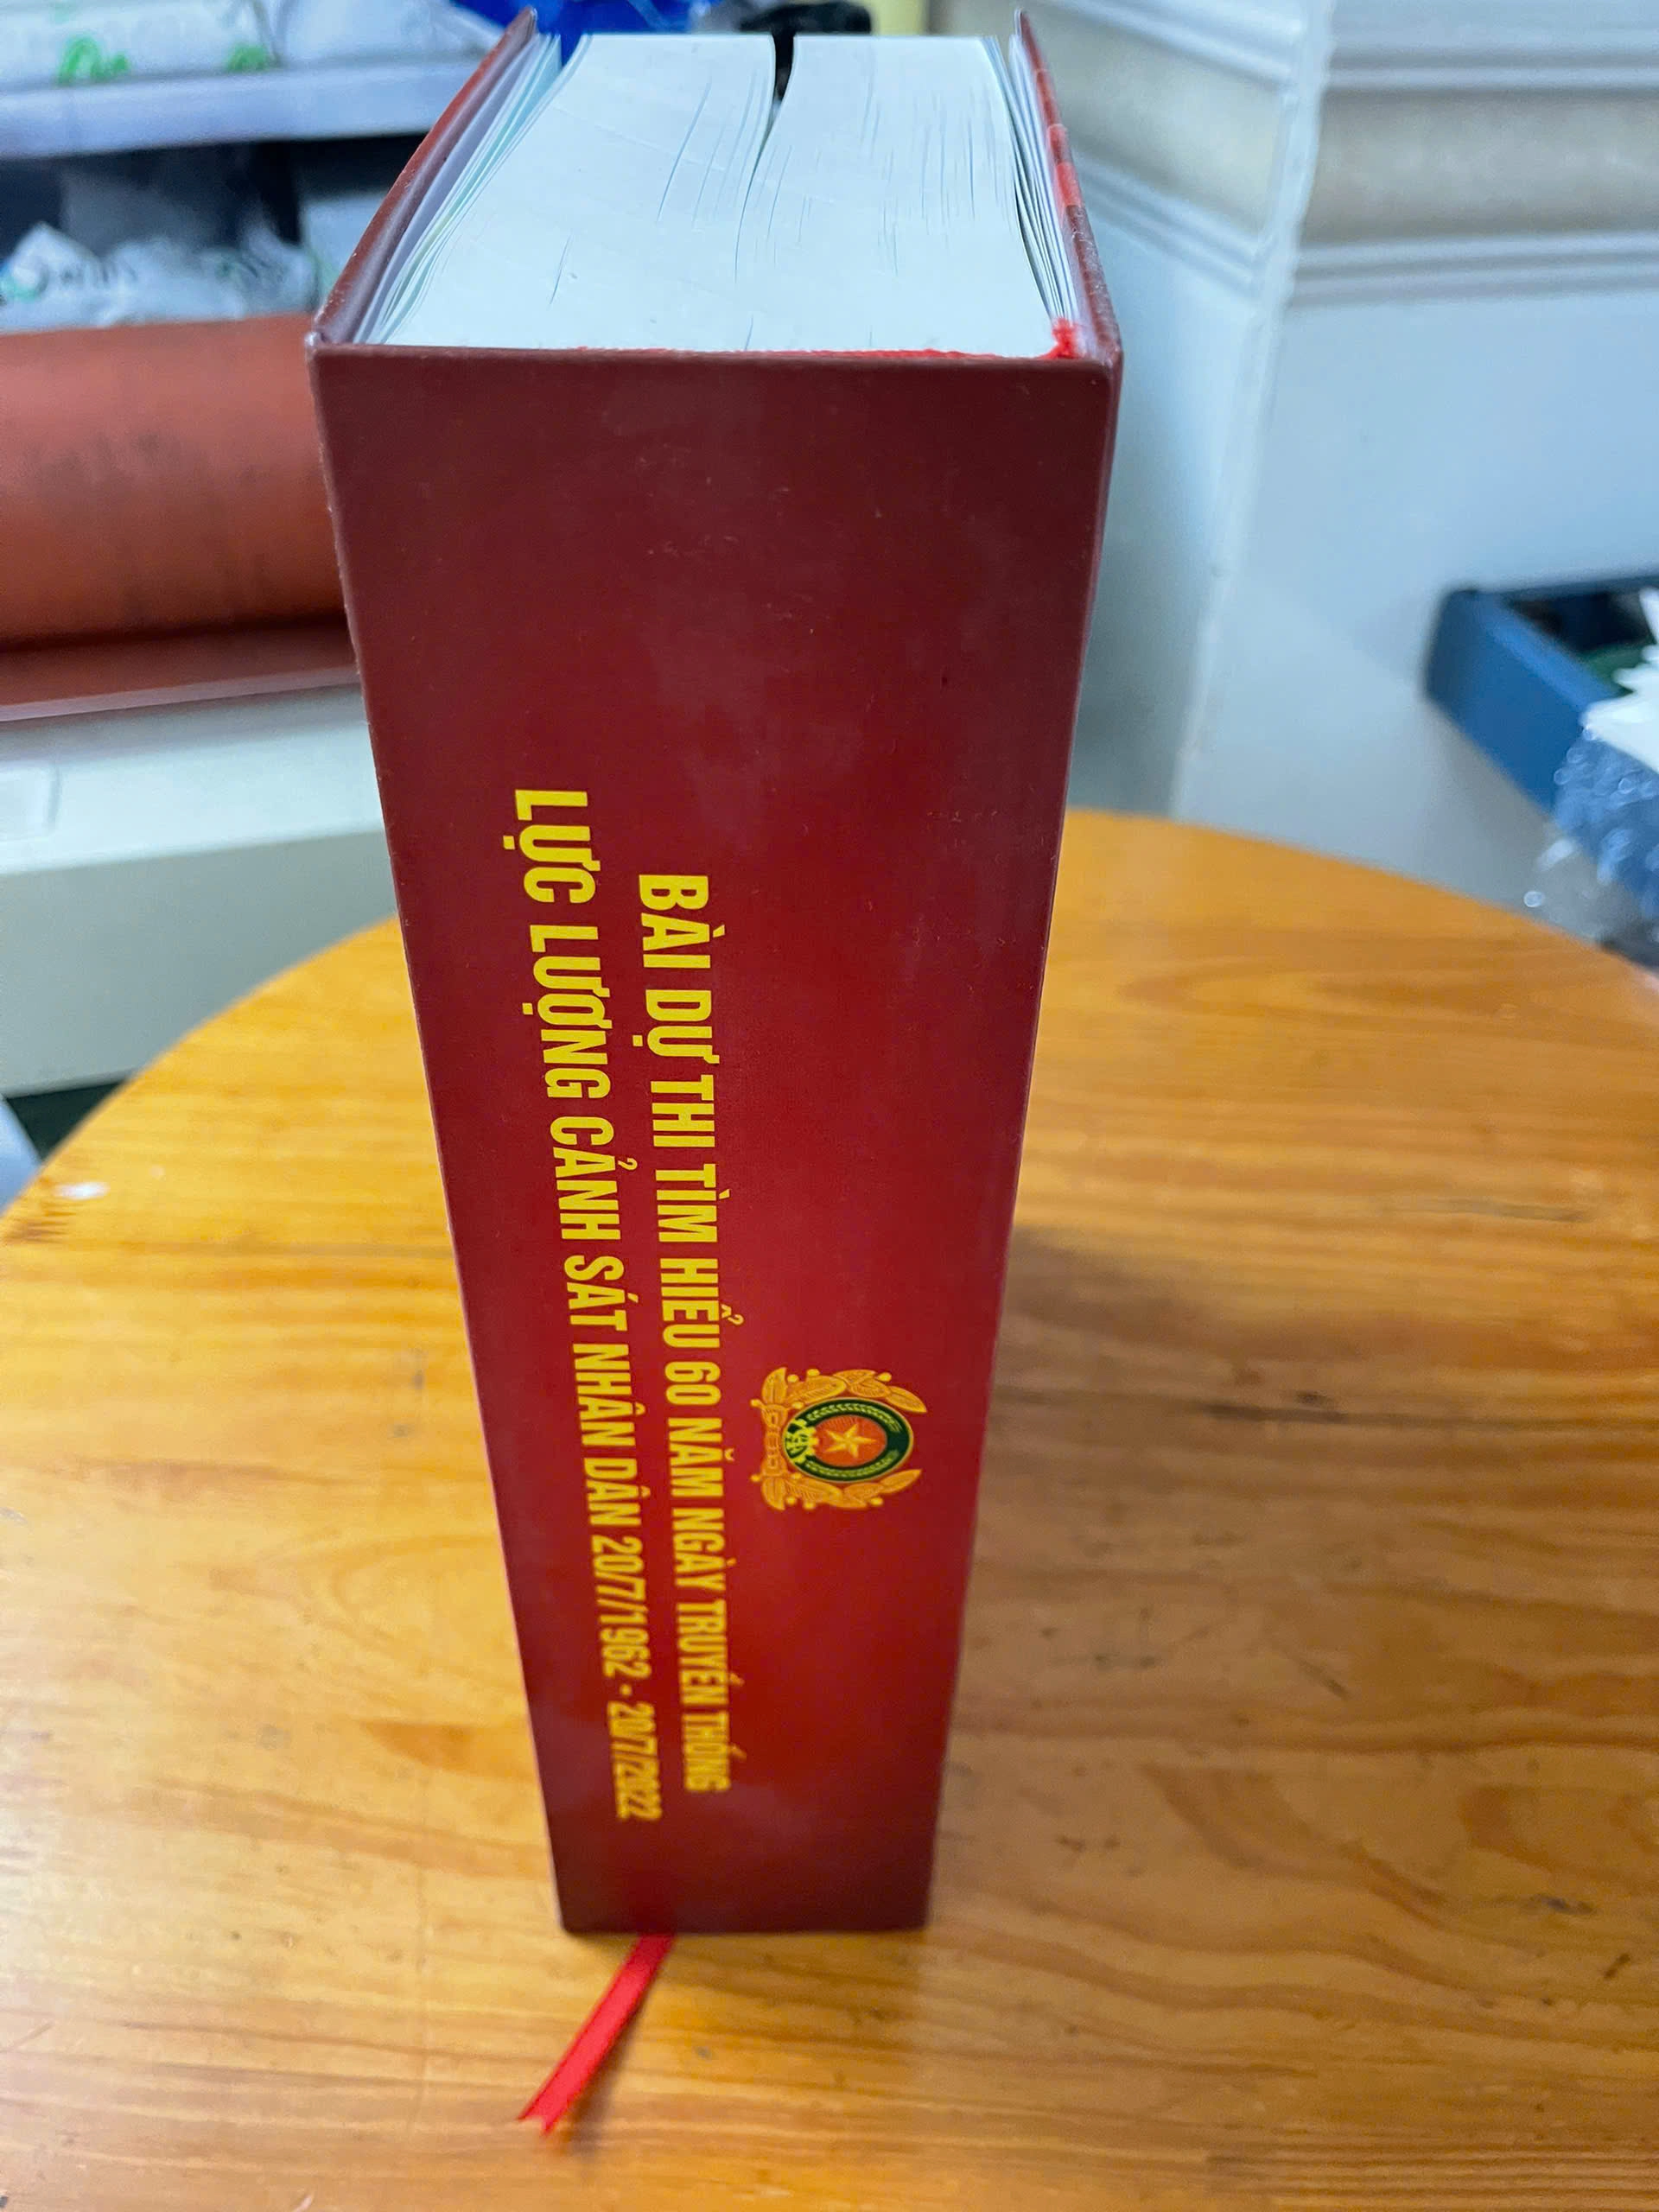 BÀI DỰ THI TÌM HIỂU 60 NĂM NGÀY TRUYỀN THỐNG
LỰC LƯỢNG CẢNH SÁT NHÂN DÂN 20/7/1962 - 20/7/2022